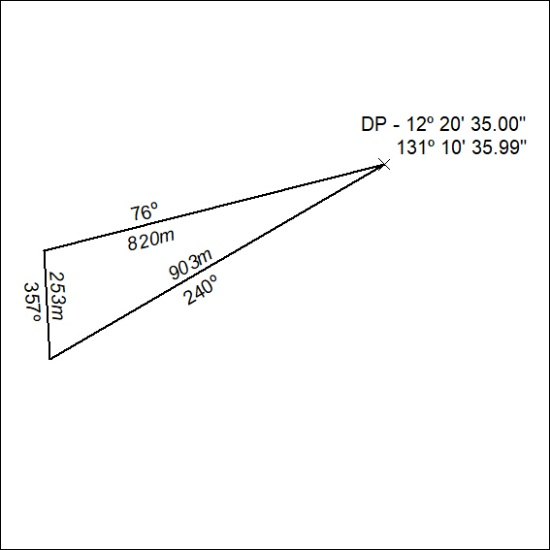 DP - 12º 20' 35.00"
131º 10' 35.99"
76º
820m
903m
240º
253m
357º